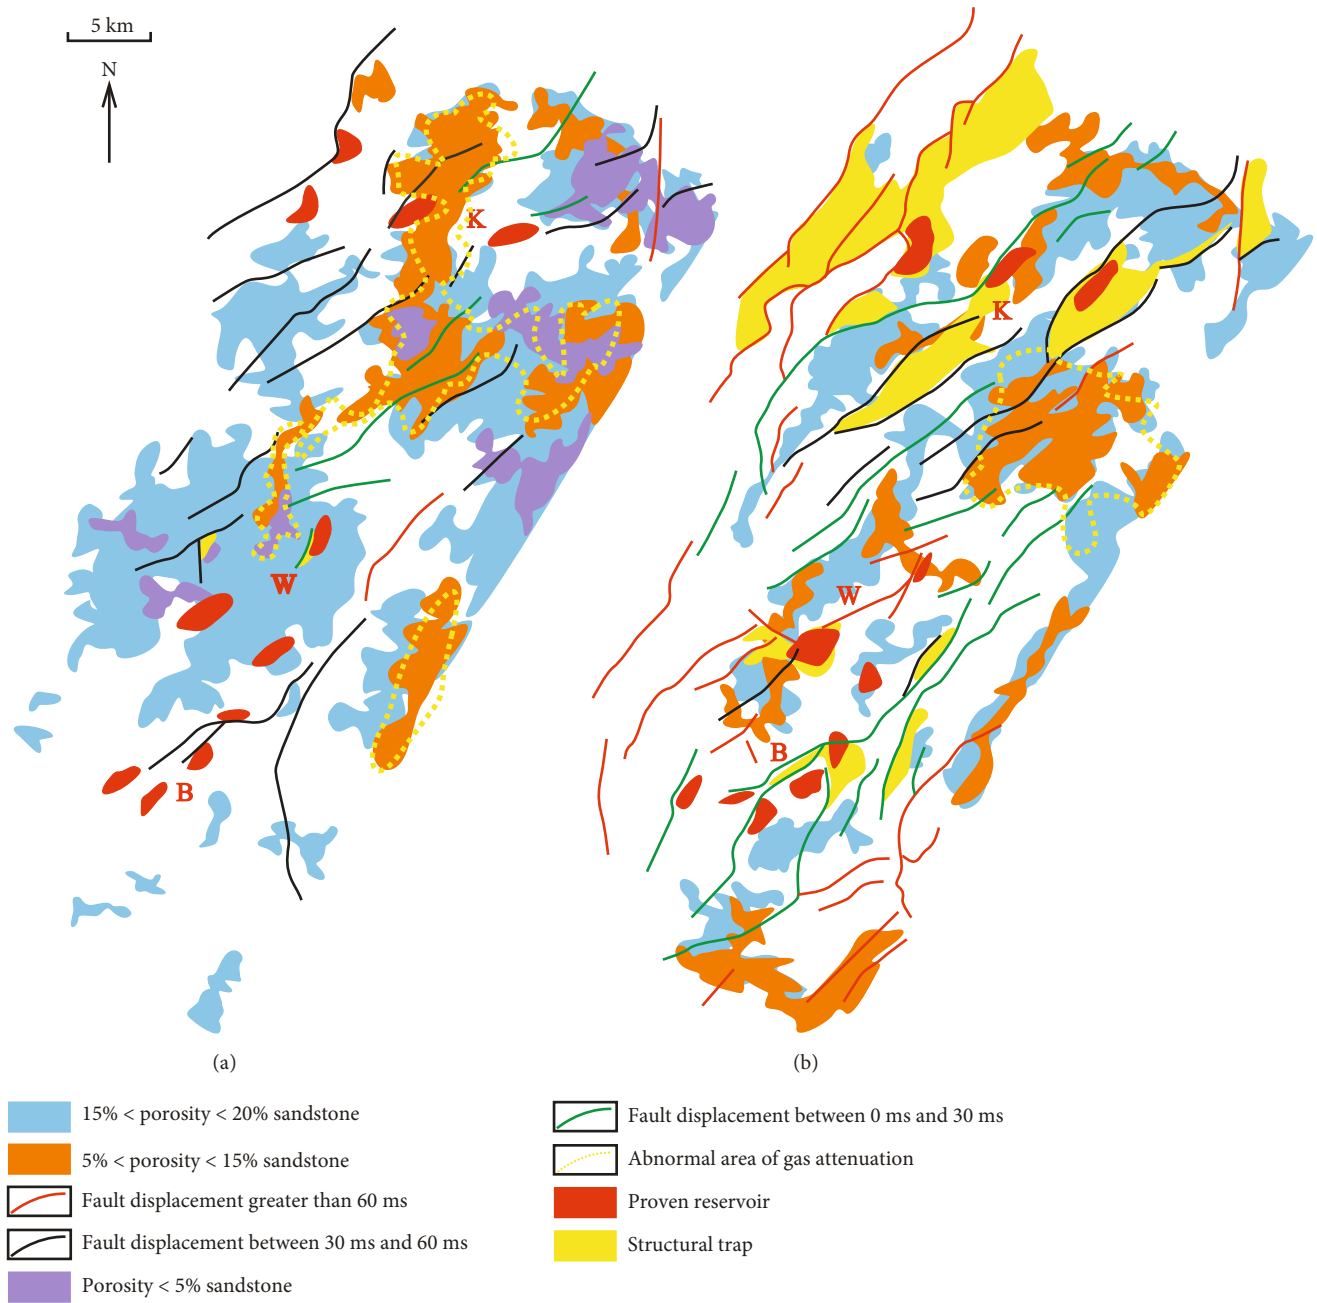 5 km
N
K
K
W
W
B
B
(a)
(b)
15% < porosity < 20% sandstone
5% < porosity < 15% sandstone
Fault displacement greater than 60 ms
Fault displacement between 30 ms and 60 ms
Porosity < 5% sandstone
Fault displacement between 0 ms and 30 ms
Abnormal area of gas attenuation
Proven reservoir
Structural trap